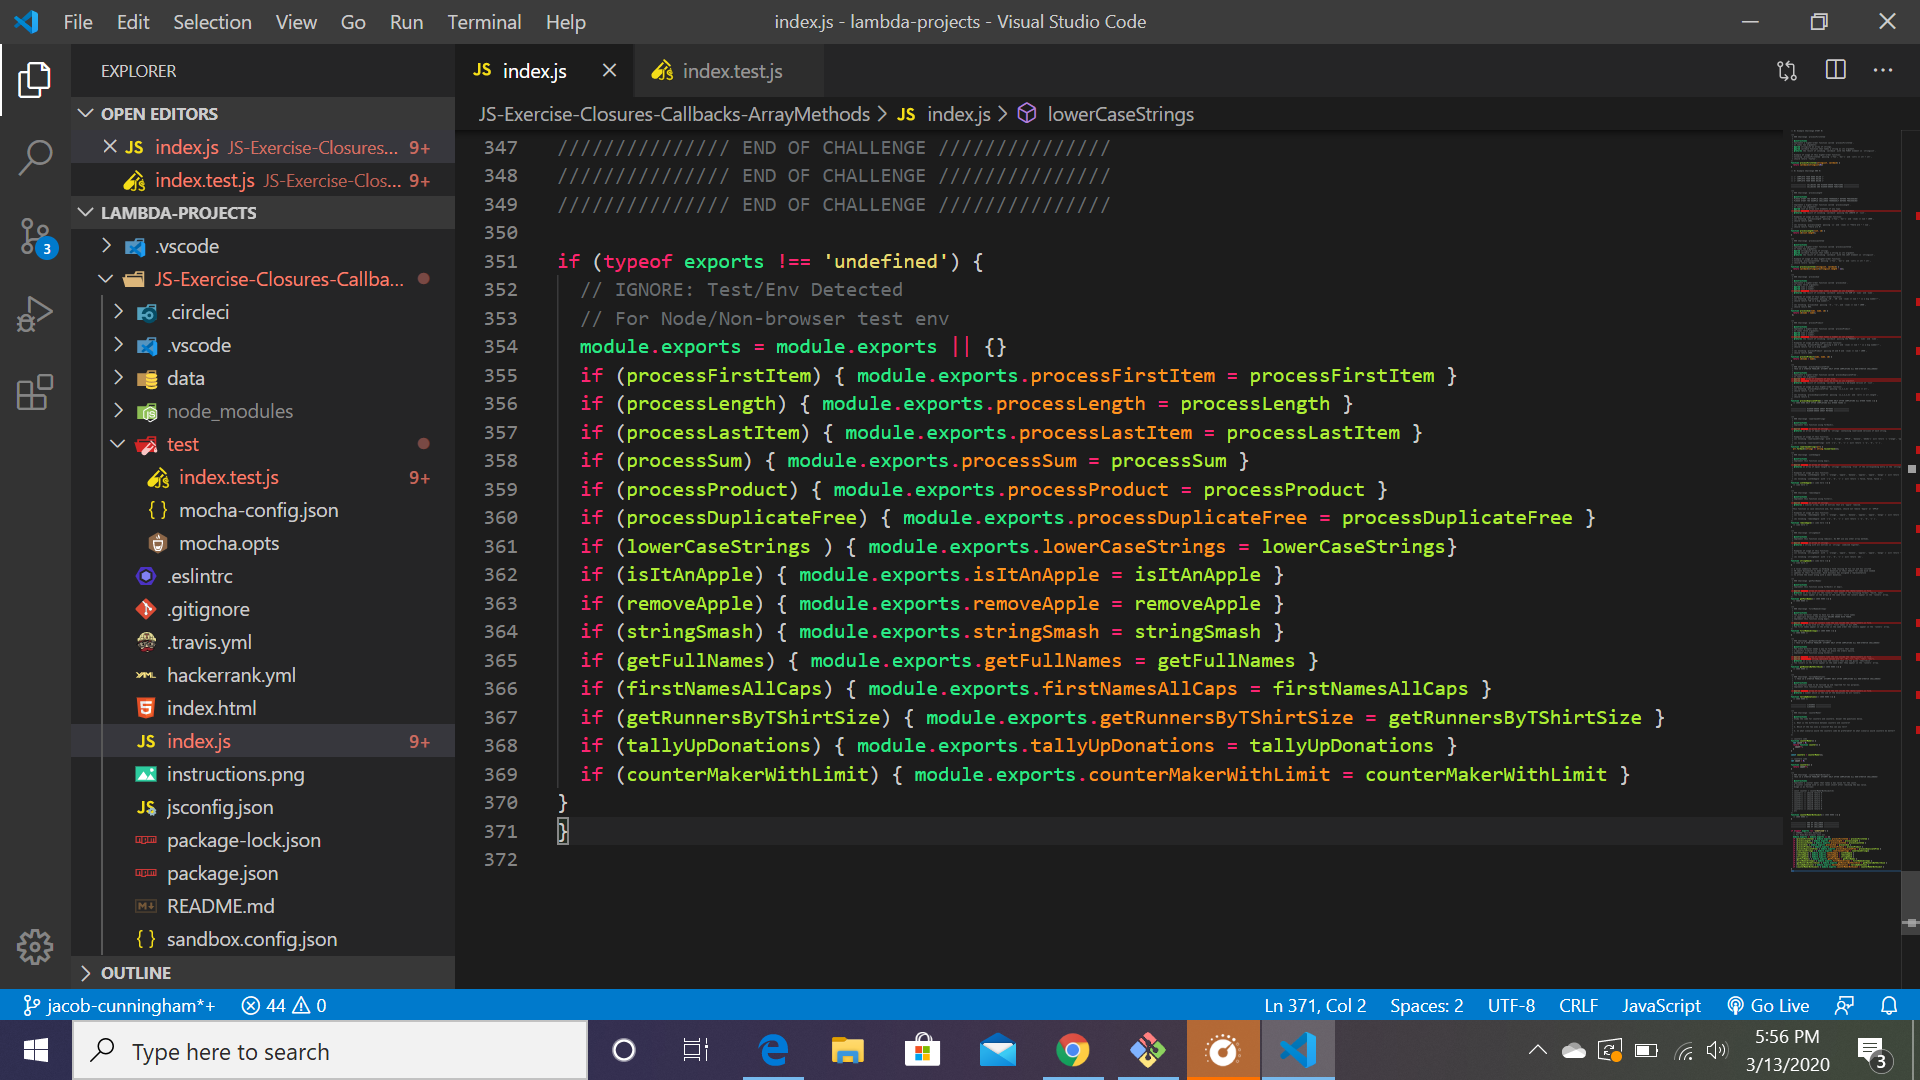 File Edit Selection View Go Run Terminal Help
index.js - lambda-projects - Visual Studio Code
EXPLORER
OPEN EDITORS
JS index.js JS-Exercise-Closures... 9+
index.test.js JS-Exercise-Clos... 9+
LAMBDA-PROJECTS
.vscode
JS-Exercise-Closures-Callba...
.circleci
.vscode
data
node_modules
test
index.test.js 9+
{} mocha-config.json
mocha.opts
.eslintrc
.gitignore
.travis.yml
hackerrank.yml
index.html
JS index.js 9+
instructions.png
JS jsconfig.json
package-lock.json
package.json
README.md
{} sandbox.config.json
OUTLINE
3
JS index.js
index.test.js
JS-Exercise-Closures-Callbacks-ArrayMethods > JS index.js > lowerCaseStrings
347 /////////////// END OF CHALLENGE ///////////////
348 /////////////// END OF CHALLENGE ///////////////
349 /////////////// END OF CHALLENGE ///////////////
350
351 if (typeof exports !== 'undefined') {
352 // IGNORE: Test/Env Detected
353 // For Node/Non-browser test env
354 module.exports = module.exports || {}
355 if (processFirstItem) { module.exports.processFirstItem = processFirstItem }
356 if (processLength) { module.exports.processLength = processLength }
357 if (processLastItem) { module.exports.processLastItem = processLastItem }
358 if (processSum) { module.exports.processSum = processSum }
359 if (processProduct) { module.exports.processProduct = processProduct }
360 if (processDuplicateFree) { module.exports.processDuplicateFree = processDuplicateFree }
361 if (lowerCaseStrings ) { module.exports.lowerCaseStrings = lowerCaseStrings}
362 if (isItAnApple) { module.exports.isItAnApple = isItAnApple }
363 if (removeApple) { module.exports.removeApple = removeApple }
364 if (stringSmash) { module.exports.stringSmash = stringSmash }
365 if (getFullNames) { module.exports.getFullNames = getFullNames }
366 if (firstNamesAllCaps) { module.exports.firstNamesAllCaps = firstNamesAllCaps }
367 if (getRunnersByTShirtSize) { module.exports.getRunnersByTShirtSize = getRunnersByTShirtSize }
368 if (tallyUpDonations) { module.exports.tallyUpDonations = tallyUpDonations }
369 if (counterMakerWithLimit) { module.exports.counterMakerWithLimit = counterMakerWithLimit }
370 }
371 }
372
jacob-cunningham*+ 44 0
Ln 371, Col 2 Spaces: 2 UTF-8 CRLF JavaScript Go Live
Type here to search
5:56 PM
3/13/2020
3